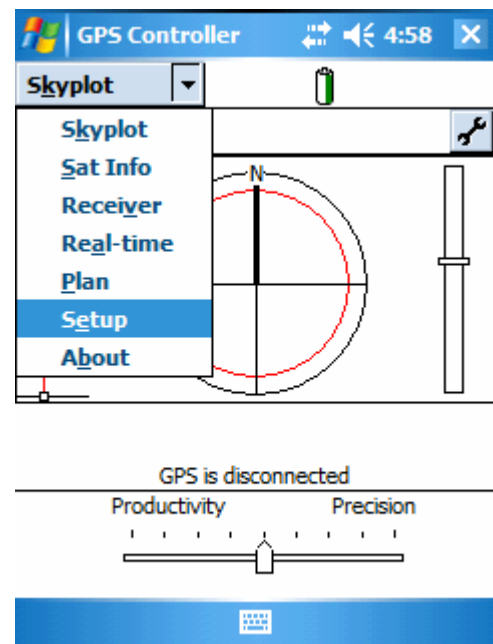 GPS Controller 4:58
Skyplot
Skyplot
Sat Info
Receiver
Real-time
Plan
Setup
About
N
GPS is disconnected
Productivity Precision